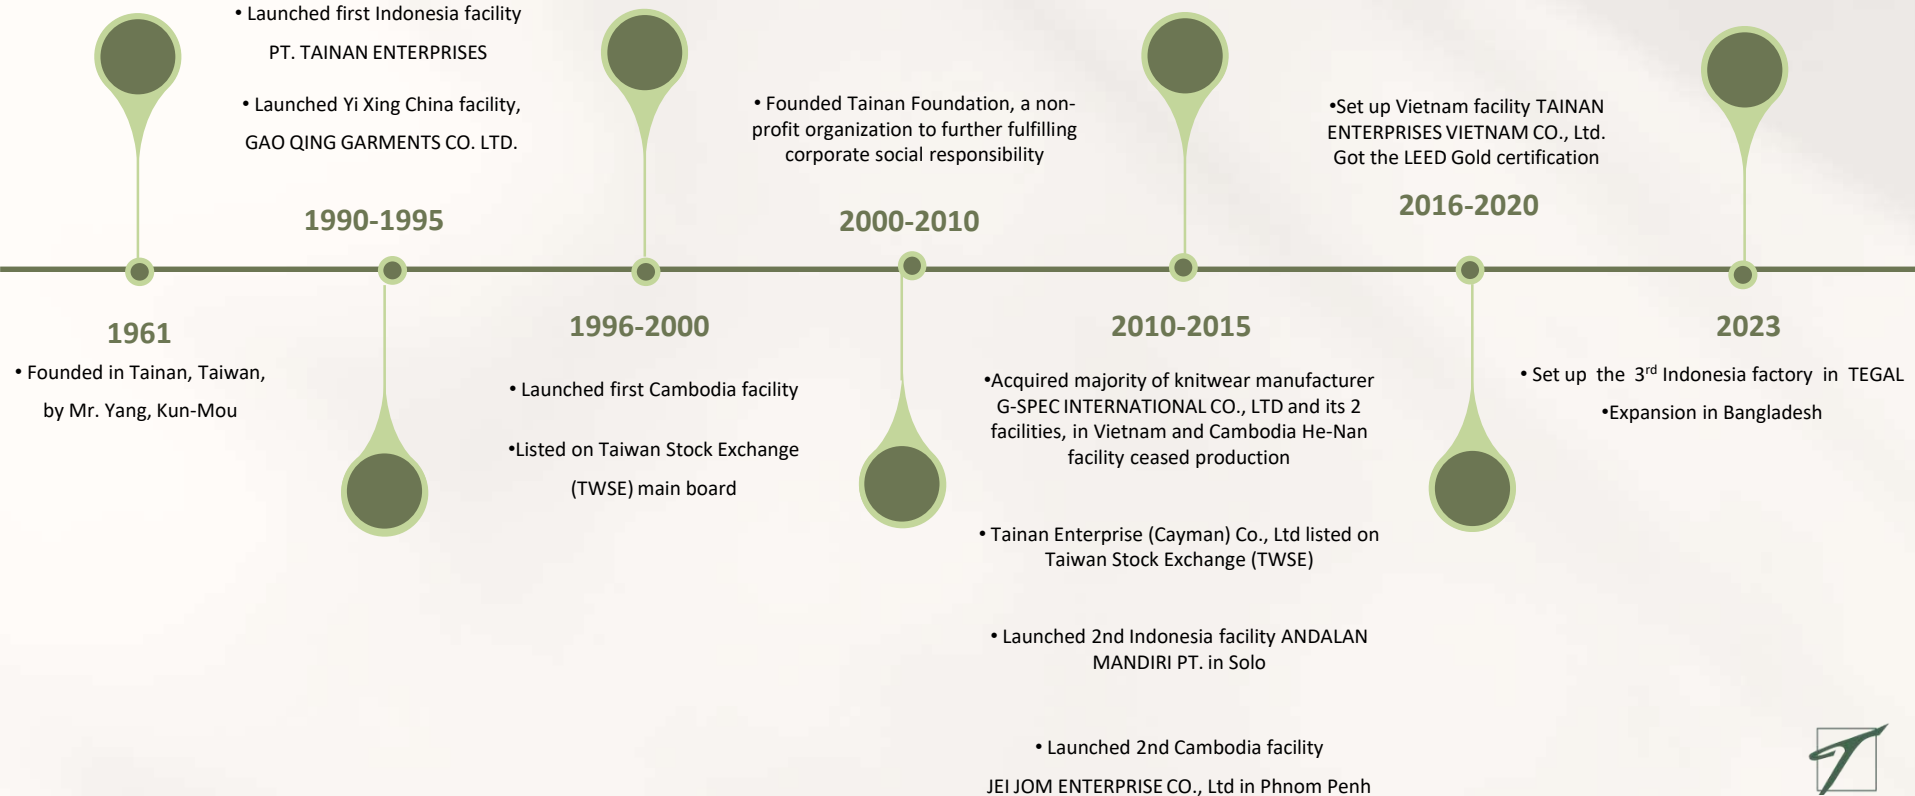 • Launched first Indonesia facility
PT. TAINAN ENTERPRISES
• Launched Yi Xing China facility,
GAO QING GARMENTS CO. LTD.
1990-1995
• Founded Tainan Foundation, a non-
profit organization to further fulfilling
corporate social responsibility
2000-2010
•Set up Vietnam facility TAINAN
ENTERPRISES VIETNAM CO., Ltd.
Got the LEED Gold certification
2016-2020
1961
• Founded in Tainan, Taiwan,
by Mr. Yang, Kun-Mou
1996-2000
• Launched first Cambodia facility
•Listed on Taiwan Stock Exchange
(TWSE) main board
2010-2015
•Acquired majority of knitwear manufacturer
G-SPEC INTERNATIONAL CO., LTD and its 2
facilities, in Vietnam and Cambodia He-Nan
facility ceased production
• Tainan Enterprise (Cayman) Co., Ltd listed on
Taiwan Stock Exchange (TWSE)
• Launched 2nd Indonesia facility ANDALAN
MANDIRI PT. in Solo
• Launched 2nd Cambodia facility
JEI JOM ENTERPRISE CO., Ltd in Phnom Penh
2023
• Set up the 3rd Indonesia factory in TEGAL
•Expansion in Bangladesh